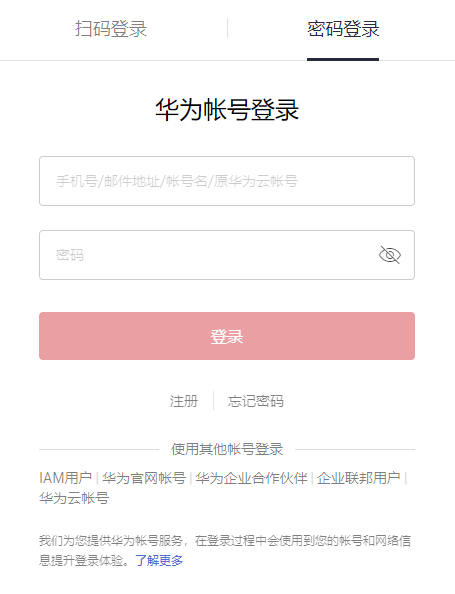 扫码登录 密码登录
华为帐号登录
手机号/邮件地址/帐号名/原华为云帐号
密码
登录
注册 | 忘记密码
使用其他帐号登录
IAM用户 | 华为官网帐号 | 华为企业合作伙伴 | 企业联邦用户 |
华为云帐号
我们为您提供华为帐号服务，在登录过程中会使用到您的帐号和网络信
息提升登录体验。了解更多